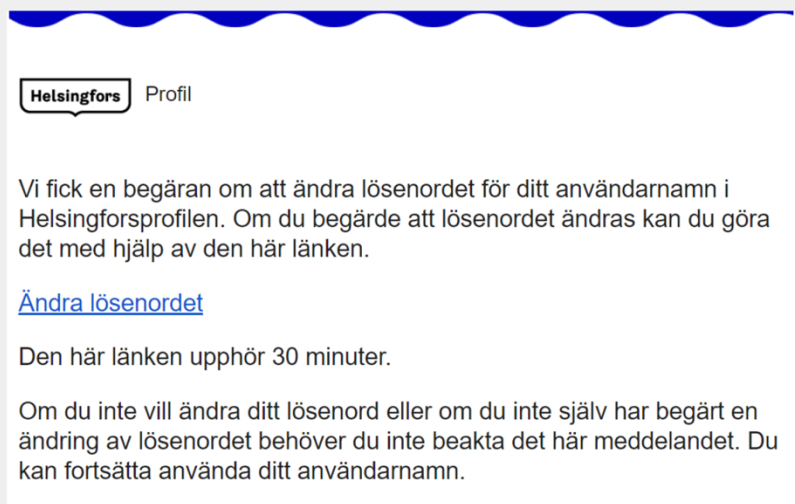 Helsingfors Profil
Vi fick en begäran om att ändra lösenordet för ditt användarnamn i
Helsingforsprofilen. Om du begärde att lösenordet ändras kan du göra
det med hjälp av den här länken.
Ändra lösenordet
Den här länken upphör 30 minuter.
Om du inte vill ändra ditt lösenord eller om du inte själv har begärt en
ändring av lösenordet behöver du inte beakta det här meddelandet. Du
kan fortsätta använda ditt användarnamn.